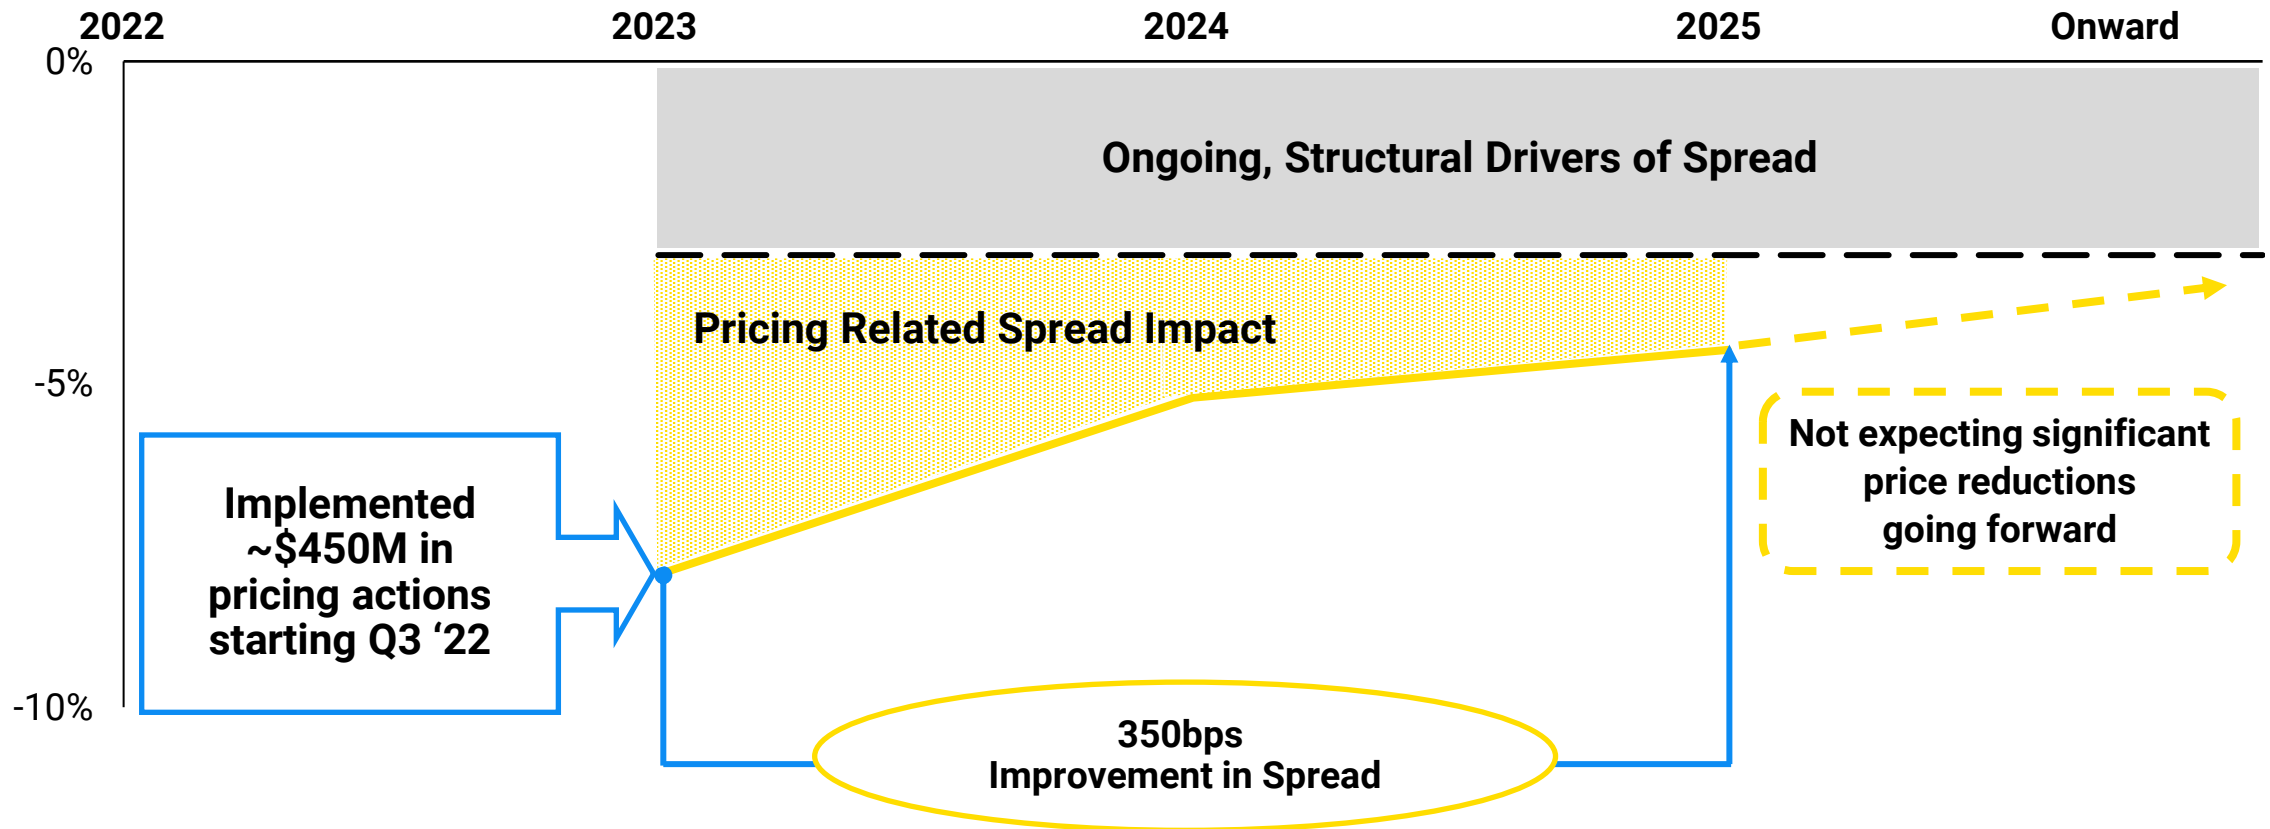 2022 2023 2024 2025 Onward
0%
Ongoing, Structural Drivers of Spread
Pricing Related Spread Impact
-5%
Not expecting significant
price reductions
going forward
Implemented
~$450M in
pricing actions
starting Q3 ‘22
-10%
350bps
Improvement in Spread